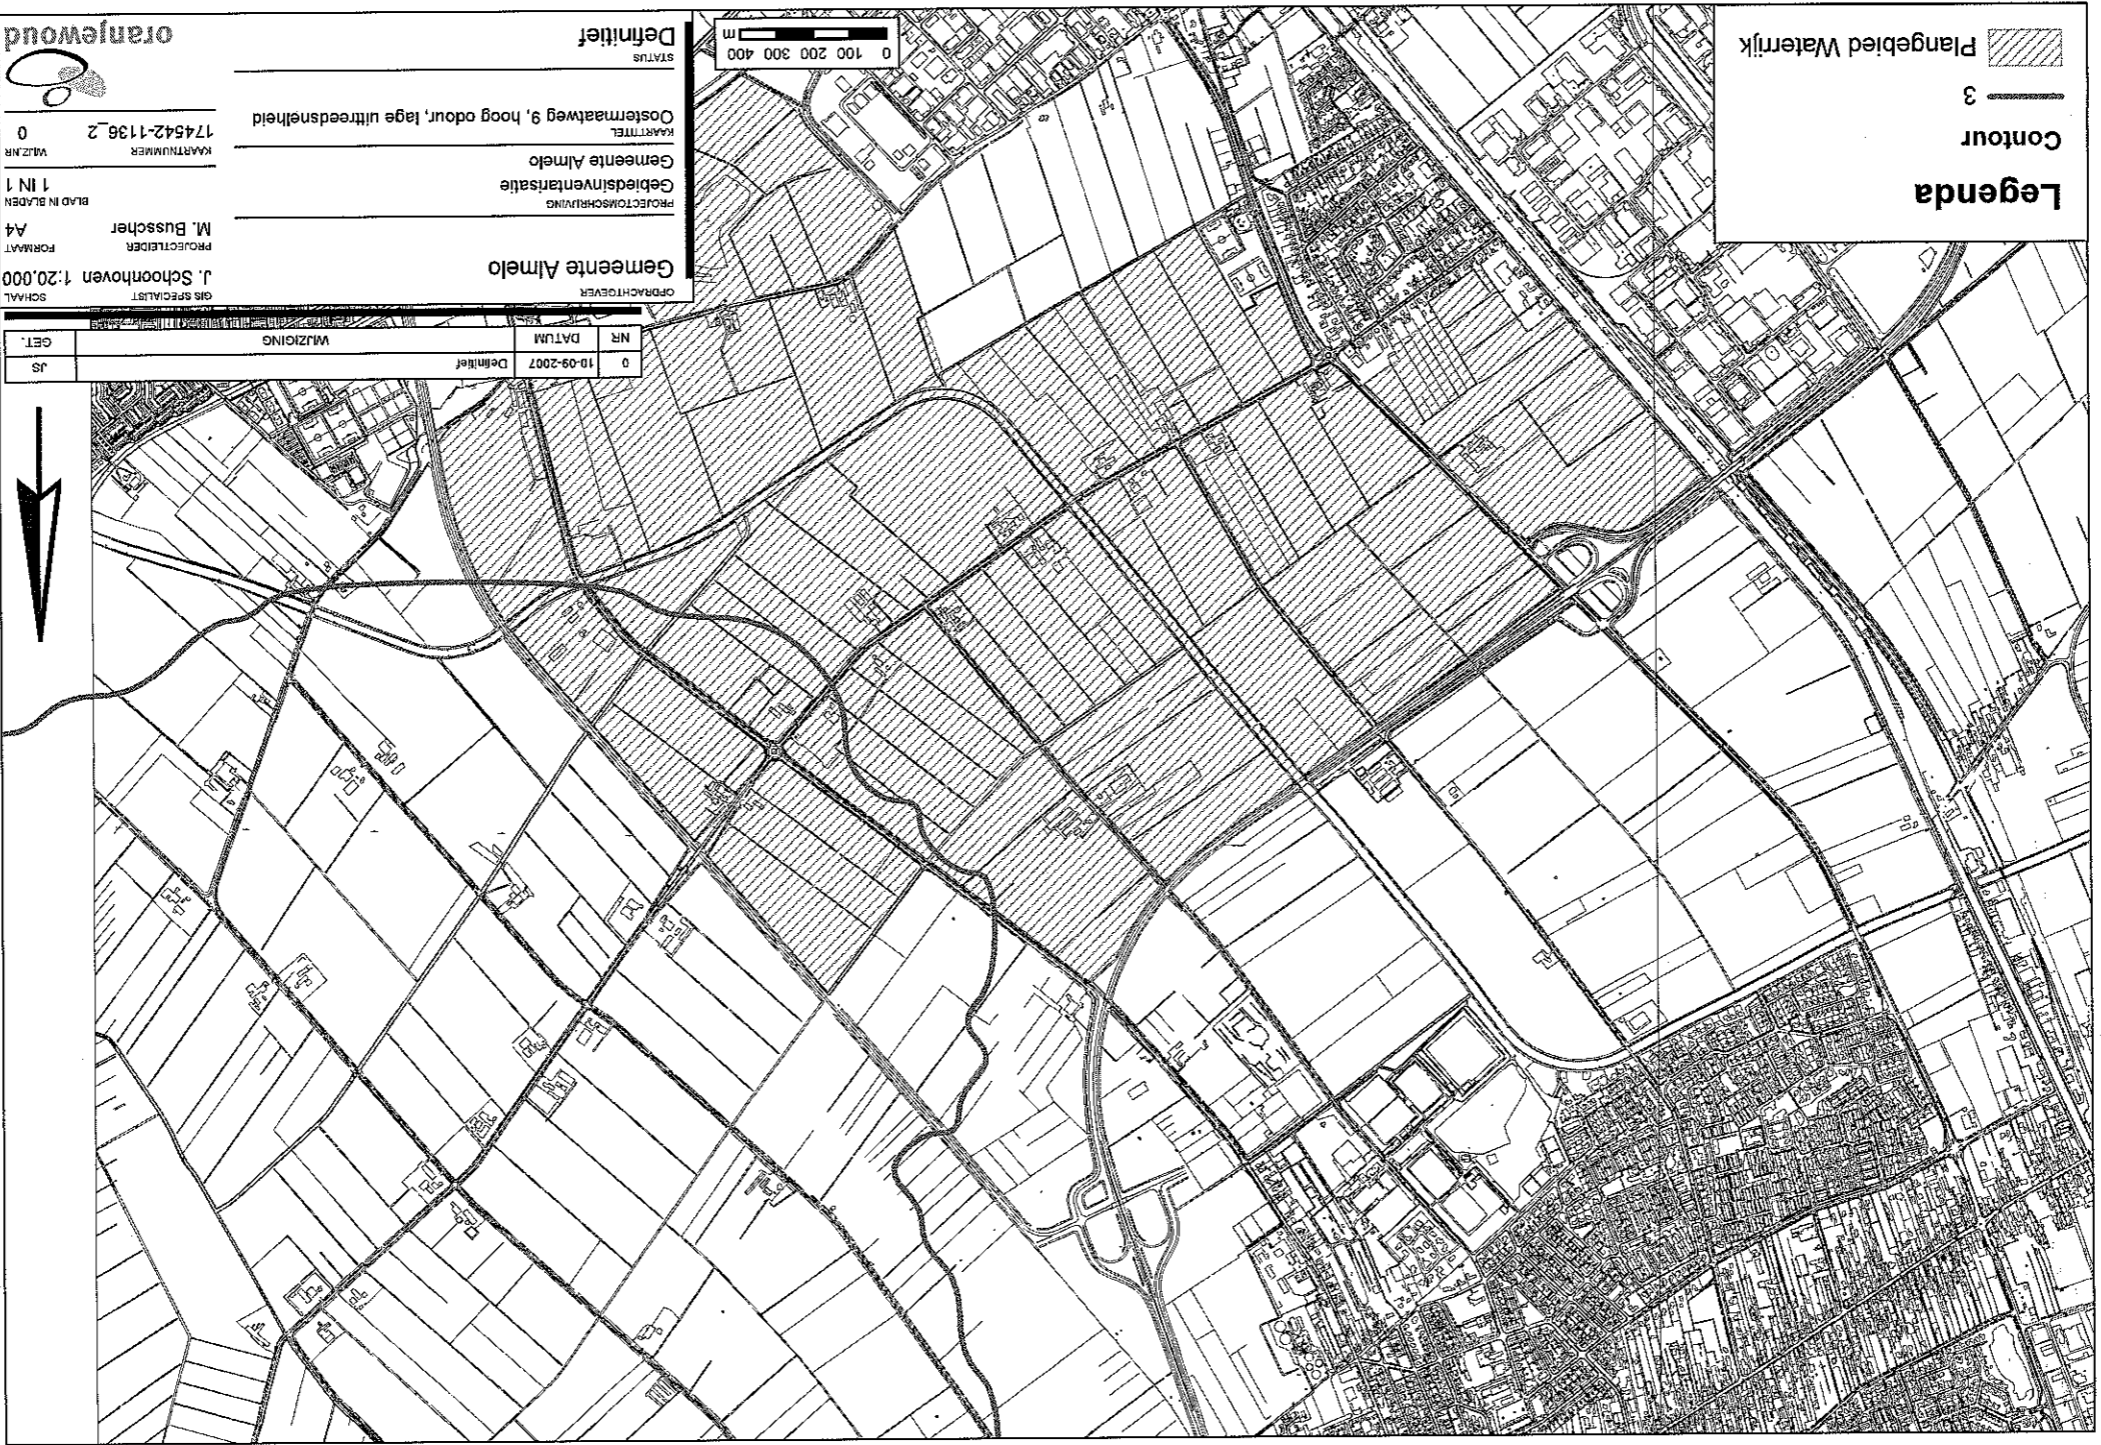 Legenda
Contour
3
Plangebied Waterrijk
0 10-09-2007 Definitief JS
NR DATUM WIJZIGING GET.
OPDRACHTGEVER
Gemeente Almelo
PROJECTOMSCHRIJVING
Gebiedsinventarisatie
Gemeente Almelo
KAARTTITEL
Oostermaatweg 9, hoog odour, lage uittreedsnelheid
STATUS
Definitief
GIS SPECIALIST SCHAAL
J. Schoonhoven 1:20.000
PROJECTLEIDER FORMAAT
M. Busscher A4
BLAD IN BLADEN
1 IN 1
KAARTNUMMER WIJZ.NR
174542-1136_2 0
oranjewoud
0 100 200 300 400
m